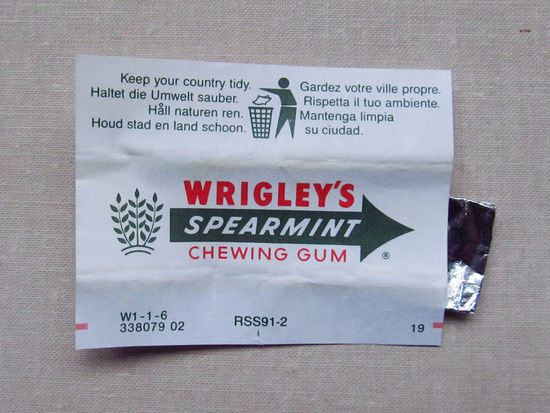 Keep your country tidy.
Haltet die Umwelt sauber.
Håll naturen ren.
Houd stad en land schoon.
Gardez votre ville propre.
Rispetta il tuo ambiente.
Mantenga limpia
su ciudad.
WRIGLEY'S
SPEARMINT
CHEWING GUM ®
W1-1-6
338079 02
RSS91-2
19